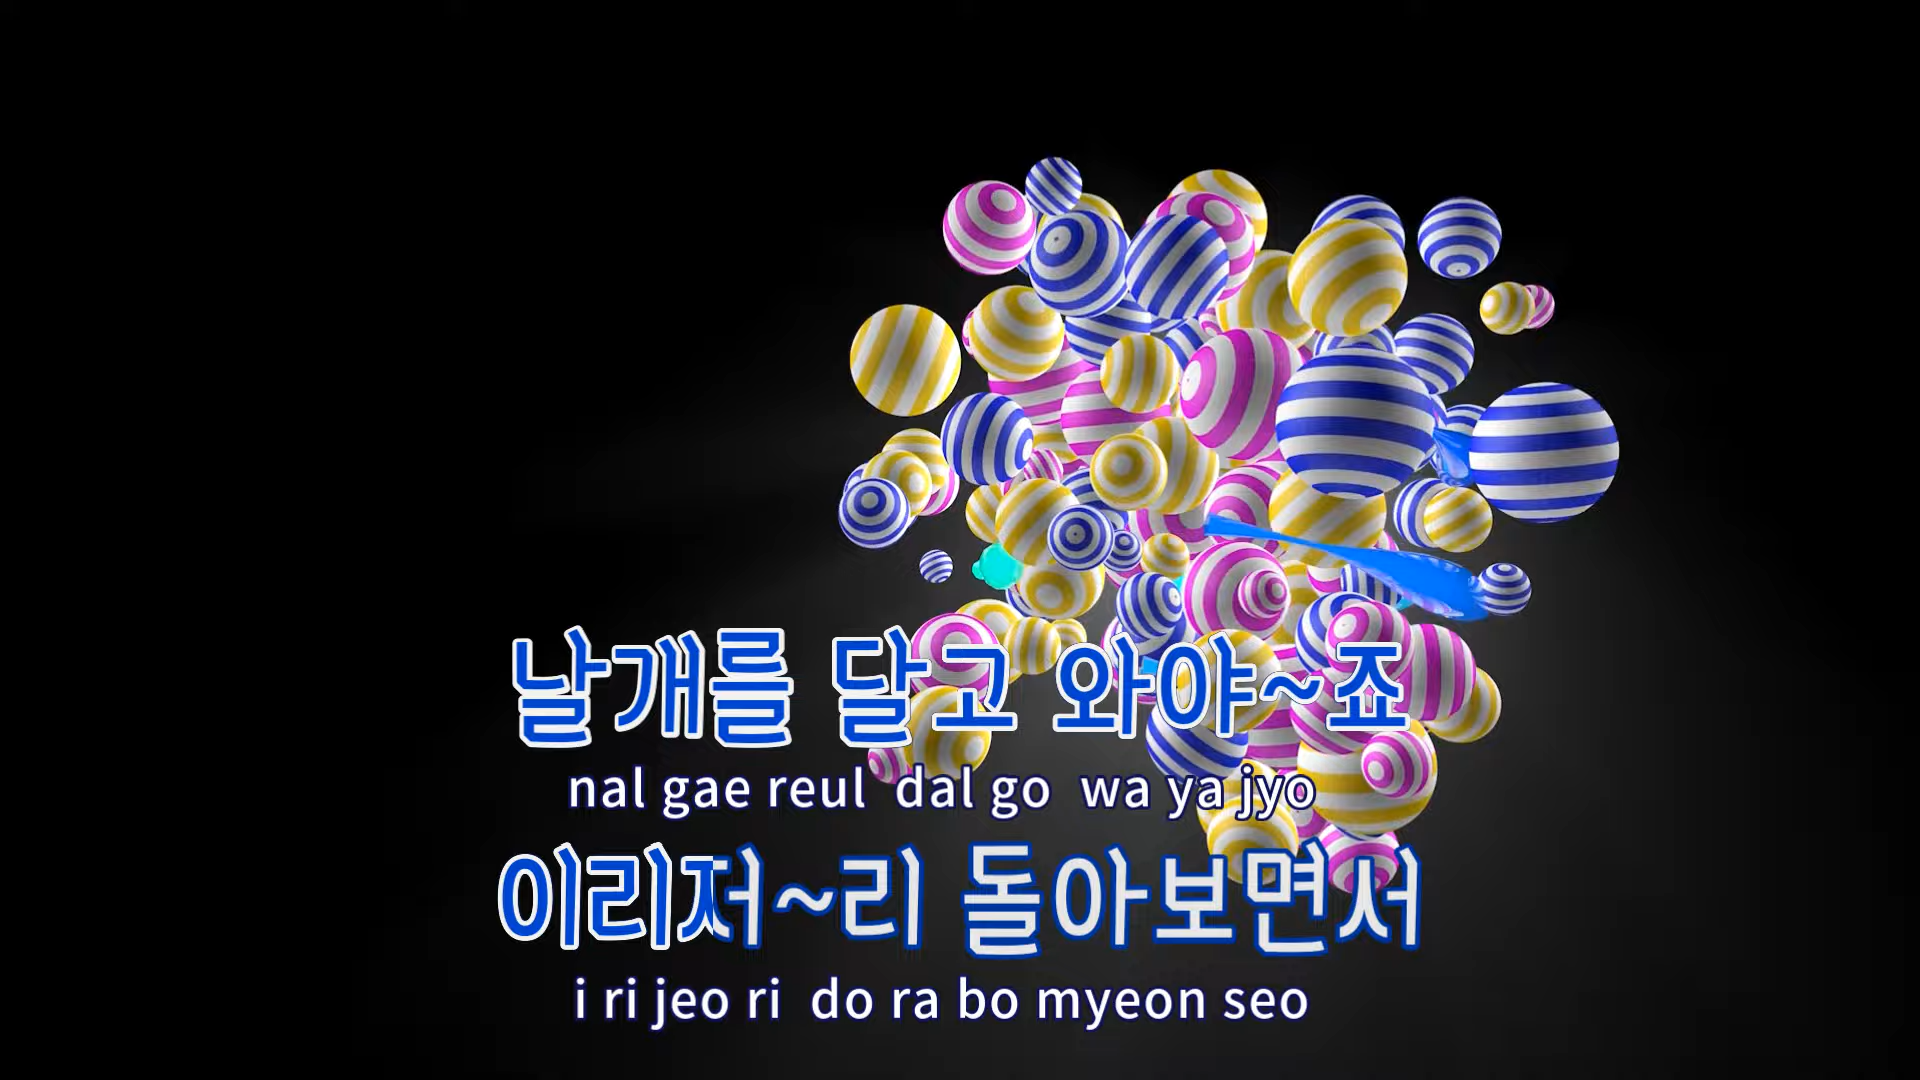 날개를 달고 와야~죠
nal gae reul dal go wa ya jyo
이리저~리 돌아보면서
i ri jeo ri do ra bo myeon seo